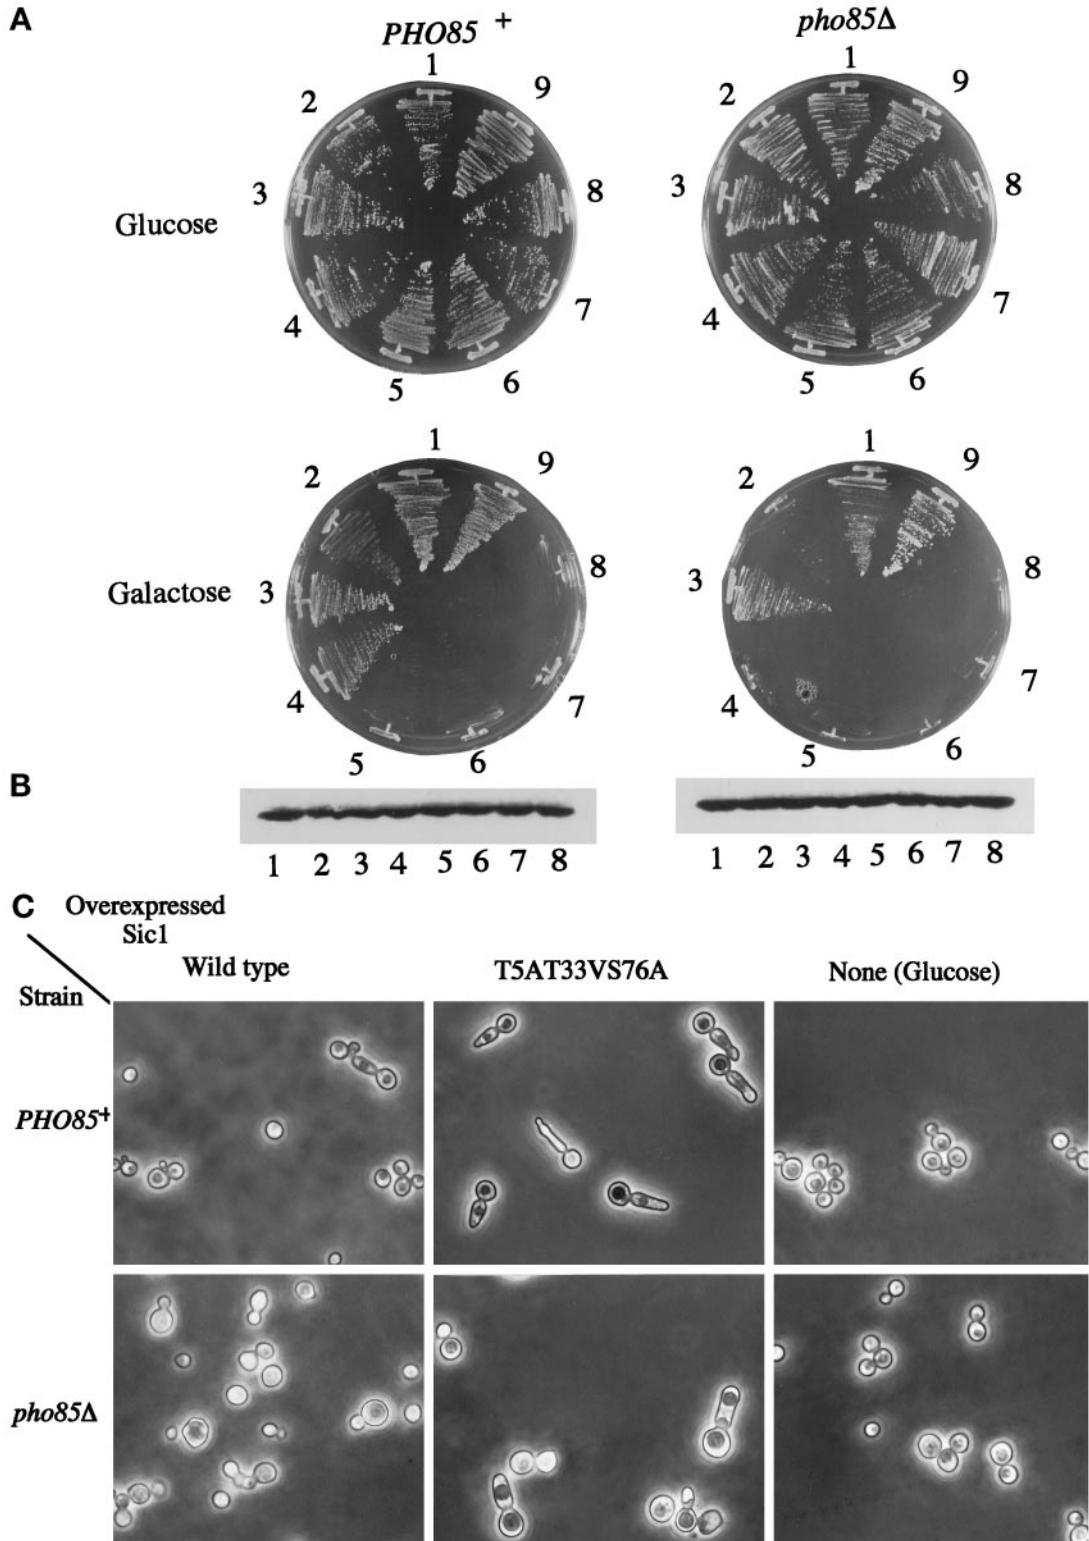 A
PHO85 +
pho85Δ
1
2
9
3
8
Glucose
4
7
5
6
1
2
9
3
8
4
7
5
6
1
2
9
Galactose
3
8
4
7
5
6
1
2
9
3
8
4
7
5
6
B
1 2 3 4 5 6 7 8
1 2 3 4 5 6 7 8
C
Overexpressed
Sic1
Strain
Wild type
T5AT33VS76A
None (Glucose)
PHO85+
pho85Δ